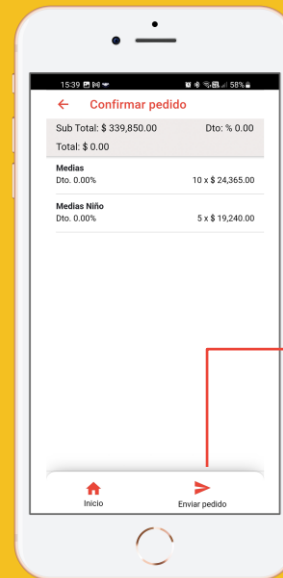 15:39 58%
Confirmar pedido
Sub Total: $ 339,850.00 Dto: % 0.00
Total: $ 0.00
Medias
Dto. 0.00% 10 x $ 24,365.00
Medias Niño
Dto. 0.00% 5 x $ 19,240.00
Inicio Enviar pedido